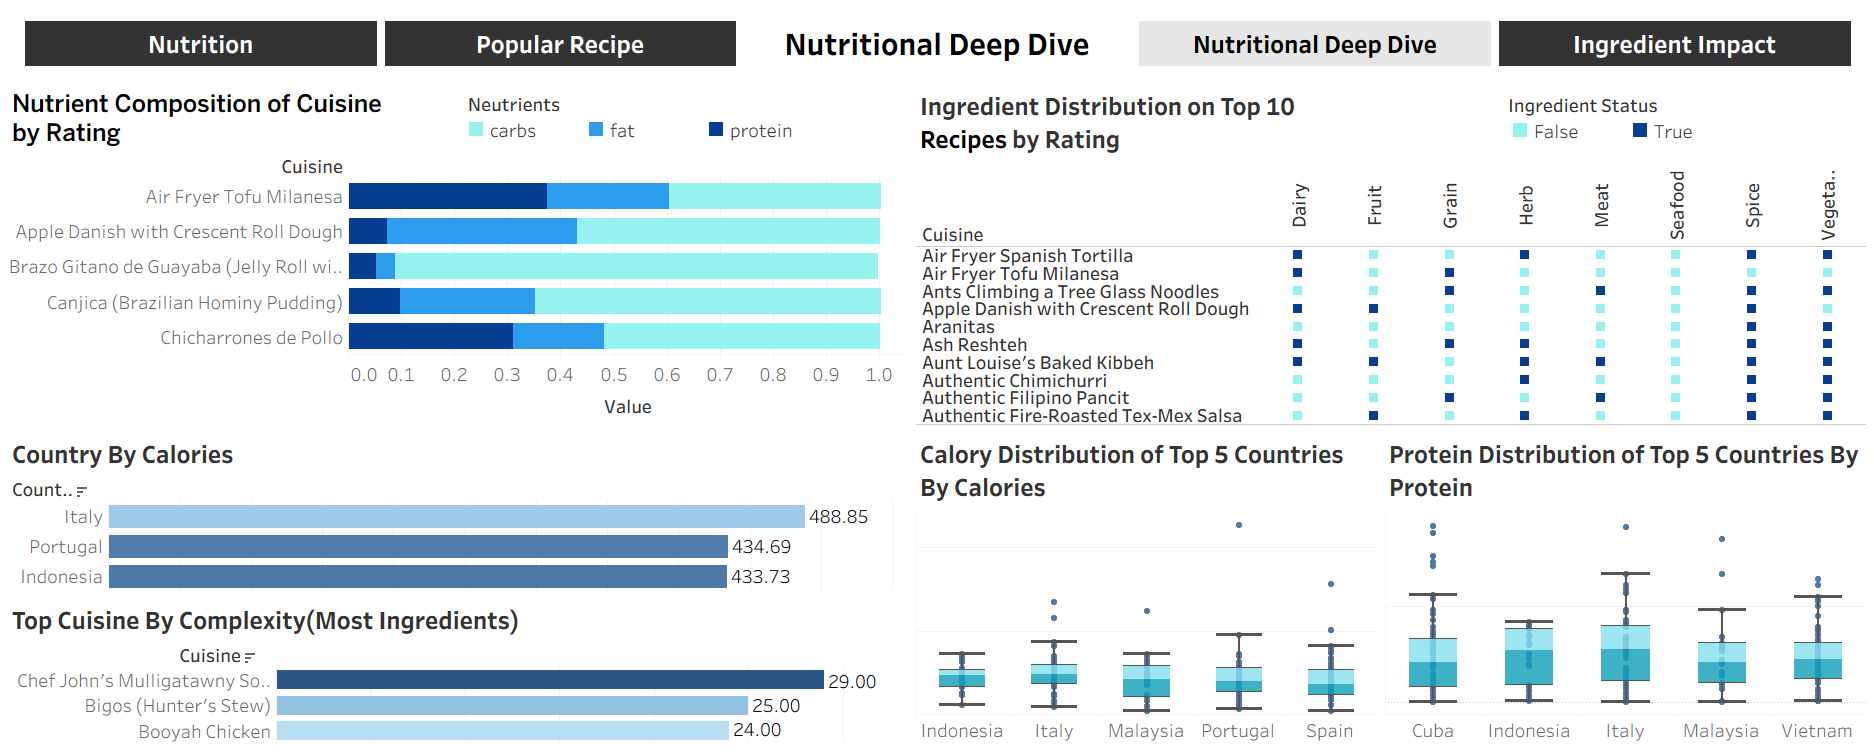 Nutrition
Popular Recipe
Nutritional Deep Dive
Nutritional Deep Dive
Ingredient Impact
Nutrient Composition of Cuisine
by Rating
Neutrients
carbs
fat
protein
Cuisine
Air Fryer Tofu Milanesa
Apple Danish with Crescent Roll Dough
Brazo Gitano de Guayaba (Jelly Roll wi..
Canjica (Brazilian Hominy Pudding)
Chicharrones de Pollo
0.0 0.1 0.2 0.3 0.4 0.5 0.6 0.7 0.8 0.9 1.0
Value
Ingredient Distribution on Top 10
Recipes by Rating
Ingredient Status
False
True
Cuisine
Dairy
Fruit
Grain
Herb
Meat
Seafood
Spice
Vegeta..
Air Fryer Spanish Tortilla
Air Fryer Tofu Milanesa
Ants Climbing a Tree Glass Noodles
Apple Danish with Crescent Roll Dough
Aranitas
Ash Reshteh
Aunt Louise's Baked Kibbeh
Authentic Chimichurri
Authentic Filipino Pancit
Authentic Fire-Roasted Tex-Mex Salsa
Country By Calories
Count..
Italy 488.85
Portugal 434.69
Indonesia 433.73
Top Cuisine By Complexity(Most Ingredients)
Cuisine
Chef John's Mulligatawny So.. 29.00
Bigos (Hunter's Stew) 25.00
Booyah Chicken 24.00
Calory Distribution of Top 5 Countries
By Calories
Indonesia Italy Malaysia Portugal Spain
Protein Distribution of Top 5 Countries By
Protein
Cuba Indonesia Italy Malaysia Vietnam